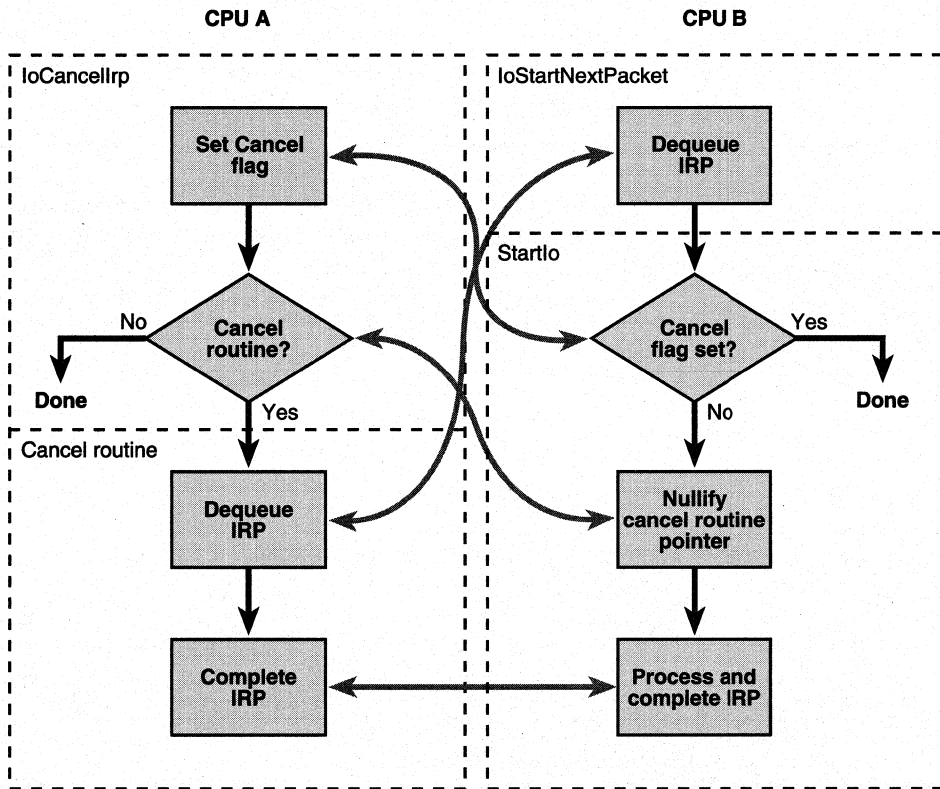 CPU A
IoCancelIrp
Set Cancel
flag
Cancel
routine?
No
Done
Yes
Cancel routine
Dequeue
IRP
Complete
IRP
CPU B
IoStartNextPacket
Dequeue
IRP
StartIo
Cancel
flag set?
Yes
Done
No
Nullify
cancel routine
pointer
Process and
complete IRP